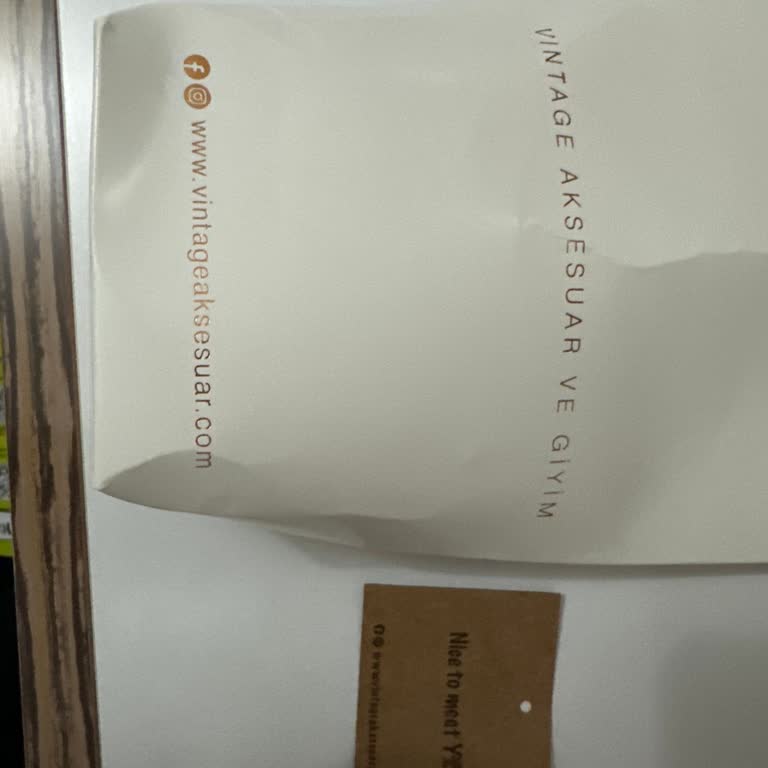 VINTAGE AKSESUAR VE GİYİM
www.vintageaksesuar.com
Nice to meet